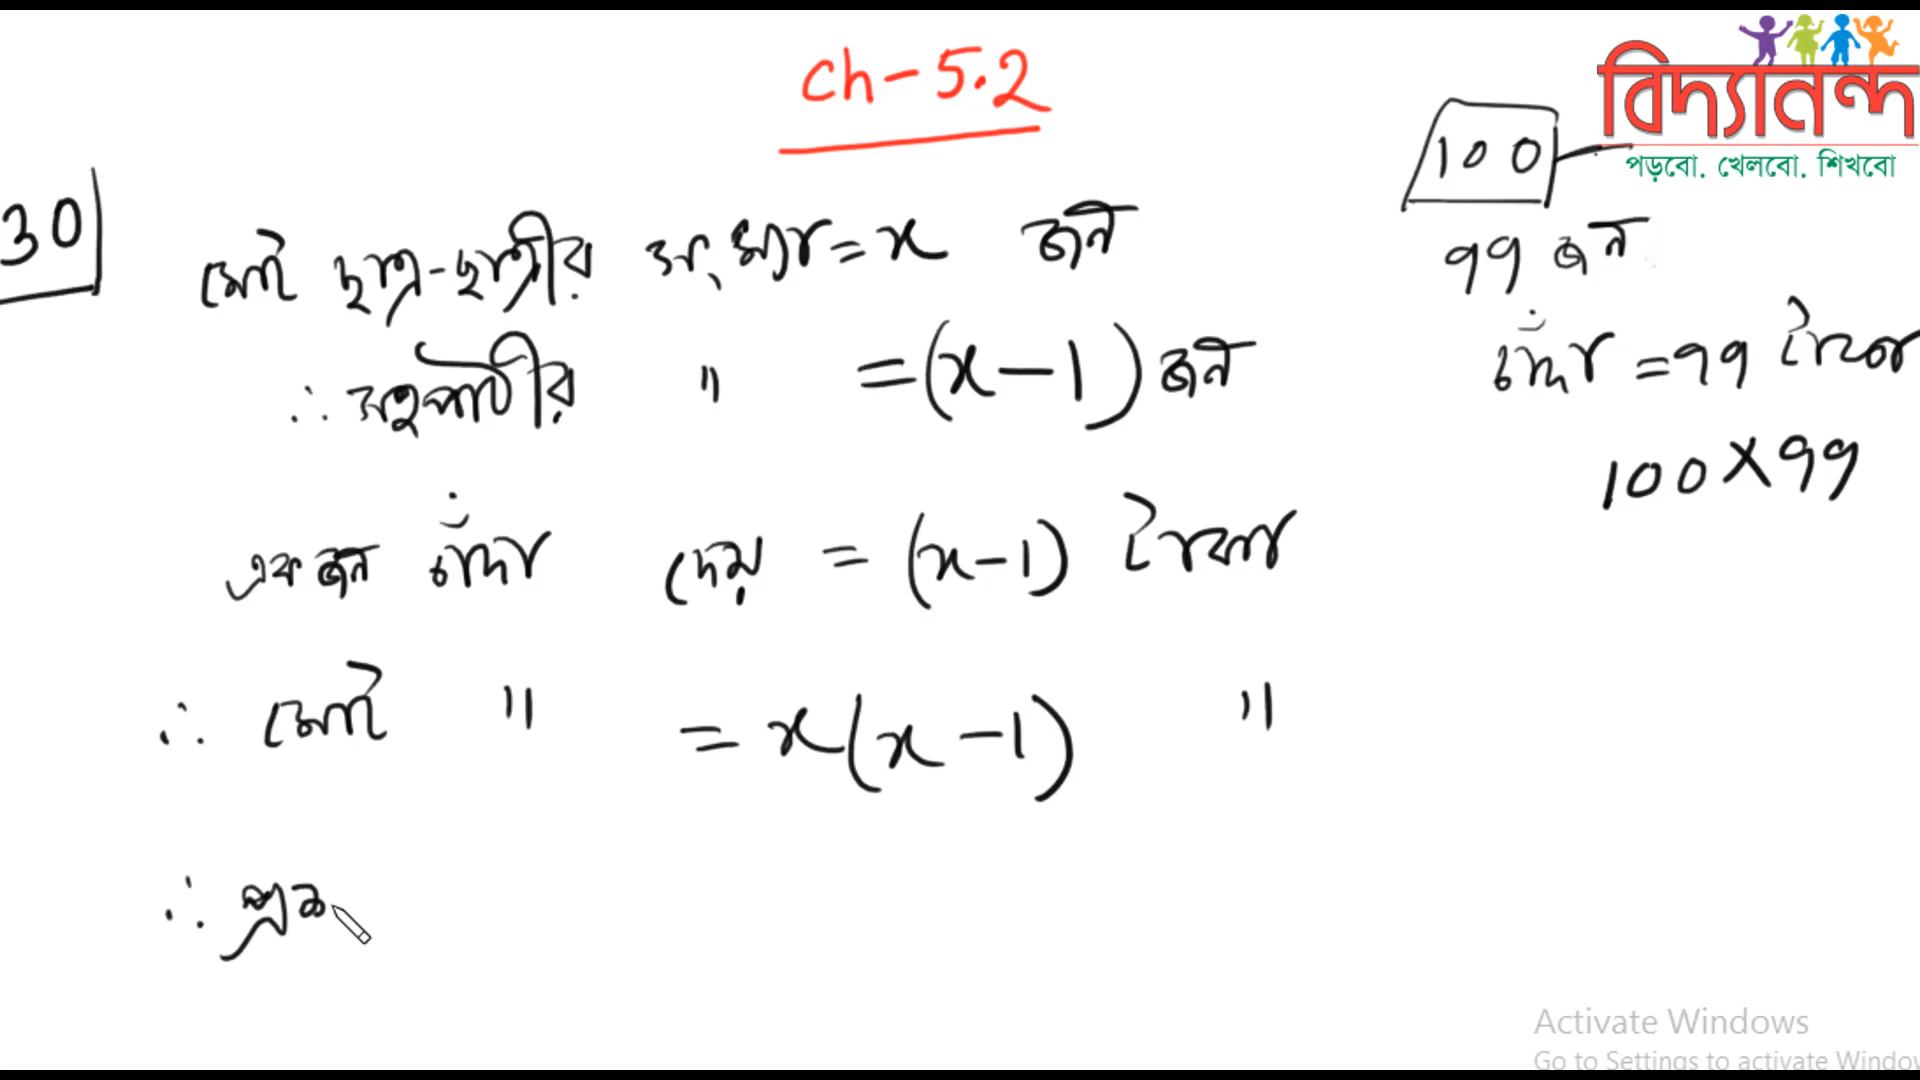 ch-5.2
বিদ্যানন্দ
পড়বো. খেলবো. শিখবো
30
মোট ছাত্র-ছাত্রীর সংখ্যা = x জন
∴ সহপাঠীর " = (x-1) জন
একজন চাঁদা দেয় = (x-1) টাকা
∴ মোট " = x(x-1) "
∴ প্রশ্ন
100
99 জন
চাঁদা = 99 টাকা
100 × 99
Activate Windows
Go to Settings to activate Window